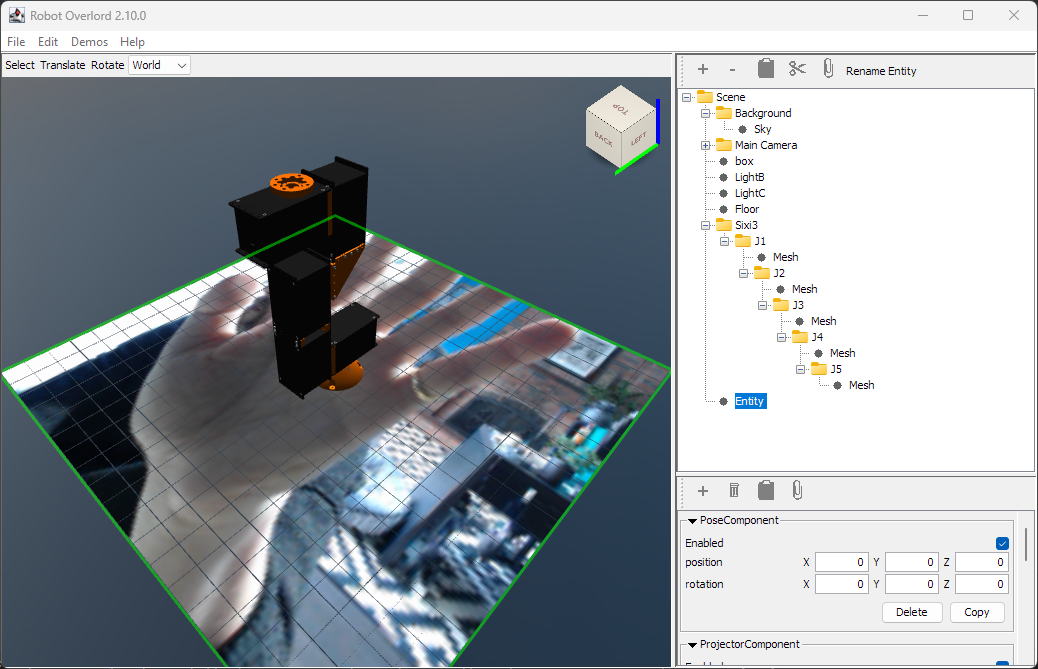 Robot Overlord 2.10.0
File Edit Demos Help
Select Translate Rotate World
Rename Entity
TOP
BACK
LEFT
Scene
Background
Sky
Main Camera
box
LightB
LightC
Floor
Sixi3
J1
Mesh
J2
Mesh
J3
Mesh
J4
Mesh
J5
Mesh
Entity
PoseComponent
Enabled
position X 0 Y 0 Z 0
rotation X 0 Y 0 Z 0
Delete Copy
ProjectorComponent